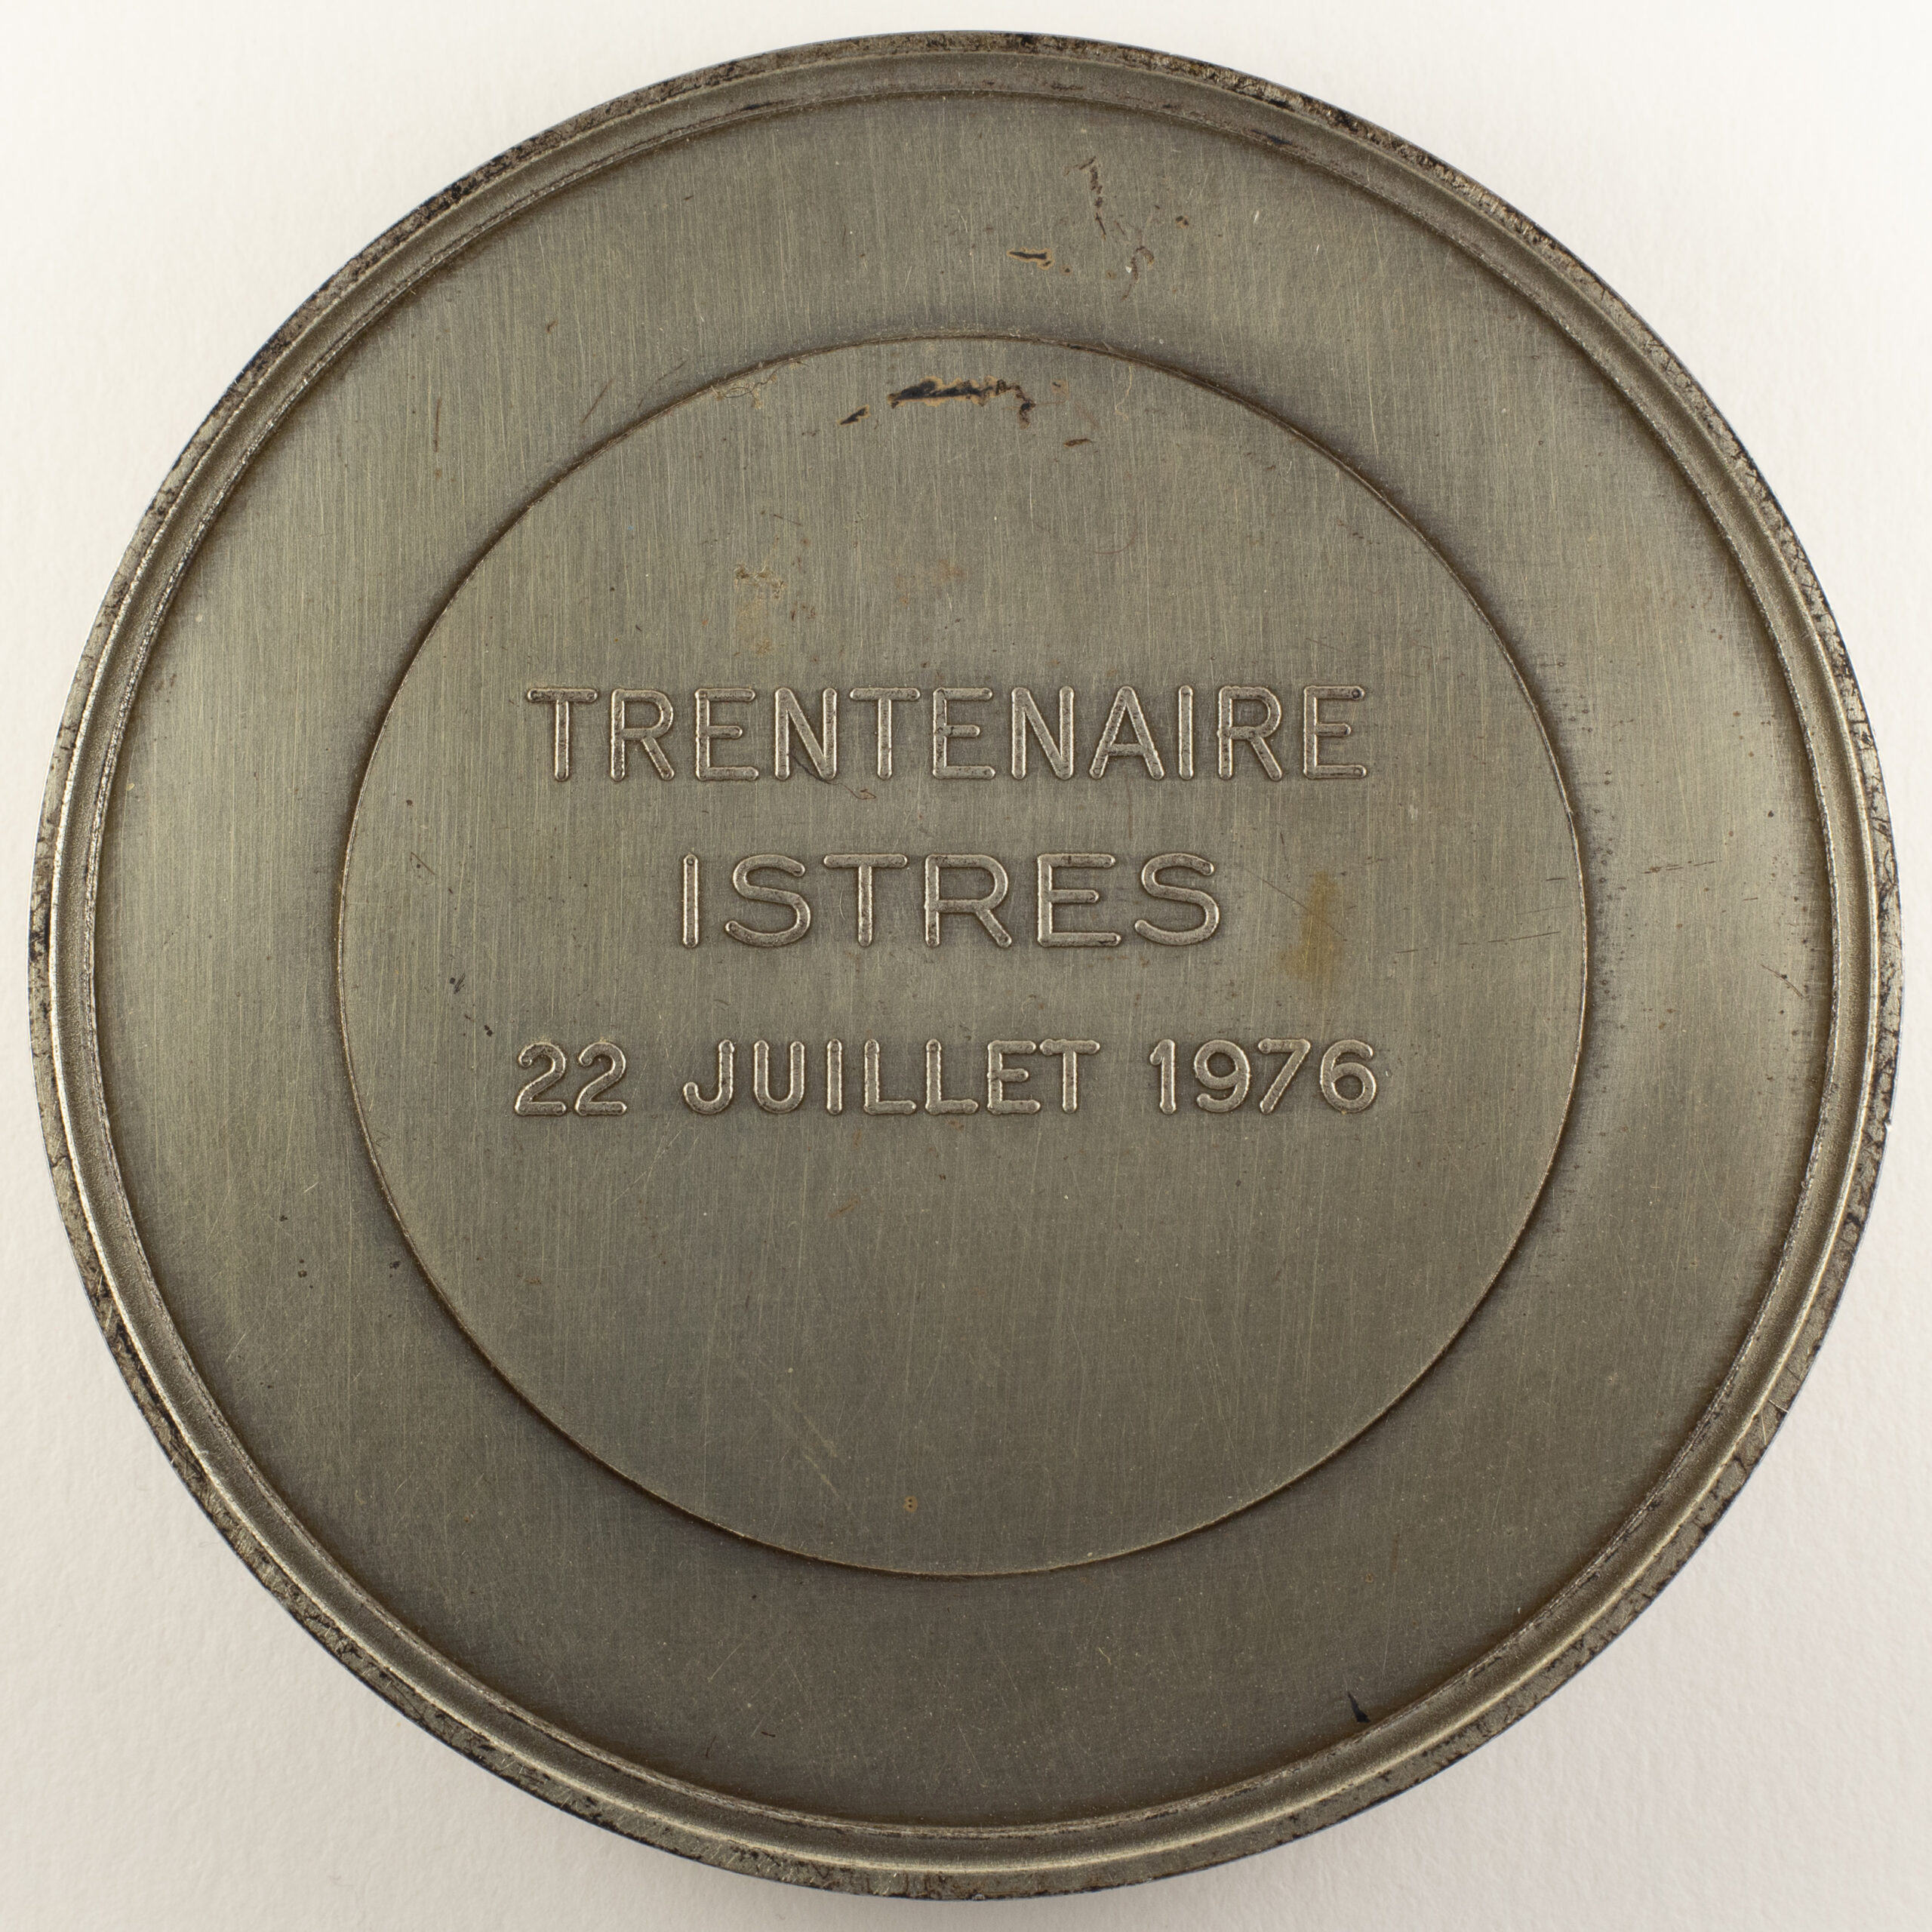 TRENTENAIRE
ISTRES
22 JUILLET 1976